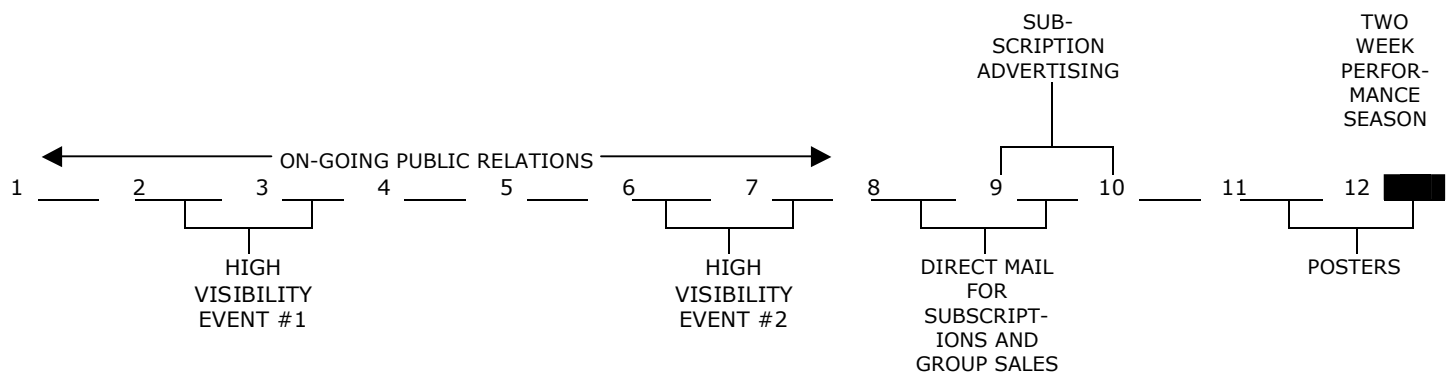 SUB-
SCRIPTION
ADVERTISING
TWO
WEEK
PERFOR-
MANCE
SEASON
ON-GOING PUBLIC RELATIONS
1 2 3 4 5 6 7 8 9 10 11 12
HIGH
VISIBILITY
EVENT #1
HIGH
VISIBILITY
EVENT #2
DIRECT MAIL
FOR
SUBSCRIPT-
IONS AND
GROUP SALES
POSTERS